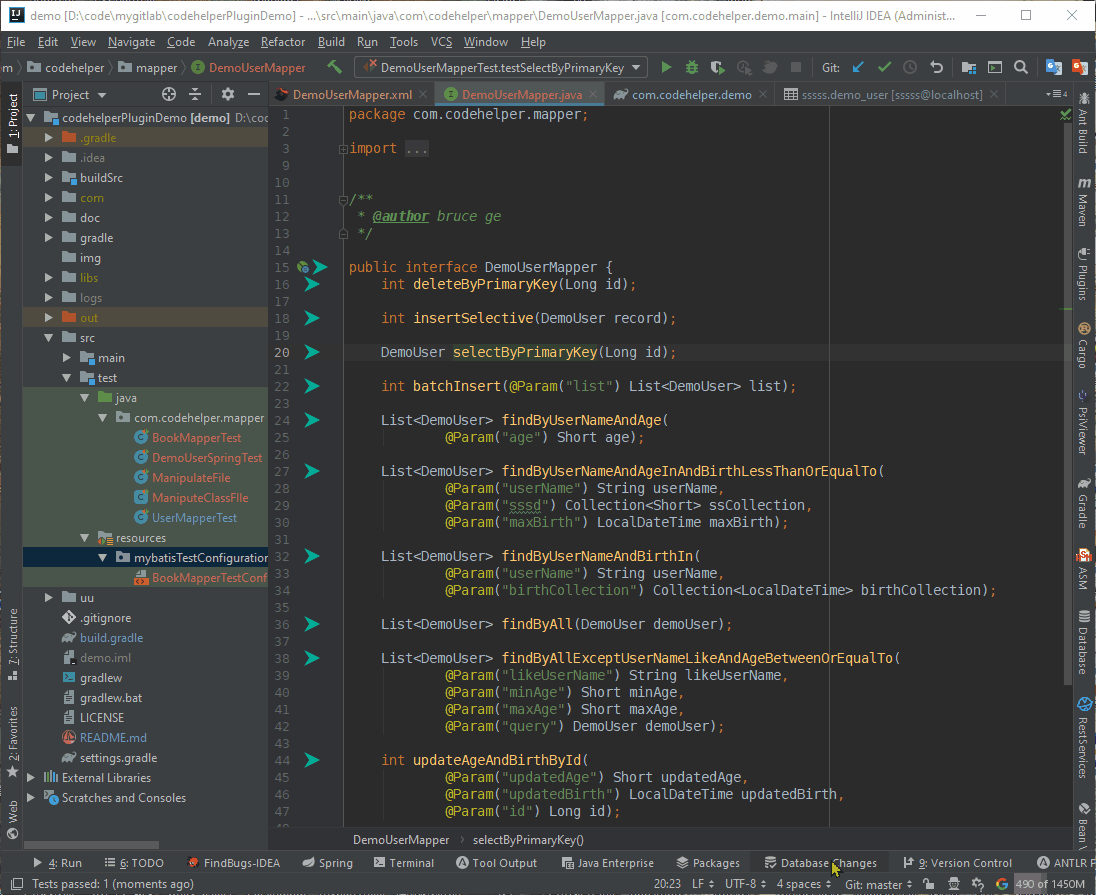 demo [D:\code\mygitlab\codehelperPluginDemo] - ...\src\main\java\com\codehelper\mapper\DemoUserMapper.java [com.codehelper.demo.main] - IntelliJ IDEA (Administ...
File Edit View Navigate Code Analyze Refactor Build Run Tools VCS Window Help
m codehelper mapper DemoUserMapper DemoUserMapperTest.testSelectByPrimaryKey Git:
Project DemoUserMapper.xml DemoUserMapper.java com.codehelper.demo sssss.demo_user [sssss@localhost] 4
1: Project
7: Structure
2: Favorites
Web
codehelperPluginDemo [demo] D:\cod
.gradle
.idea
buildSrc
com
doc
gradle
img
libs
logs
out
src
main
test
java
com.codehelper.mapper
BookMapperTest
DemoUserSpringTest
ManipulateFile
ManiputeClassFIle
UserMapperTest
resources
mybatisTestConfiguration
BookMapperTestConf
uu
.gitignore
build.gradle
demo.iml
gradlew
gradlew.bat
LICENSE
README.md
settings.gradle
External Libraries
Scratches and Consoles
1 package com.codehelper.mapper;
2
3 import ...
9
10
11 /**
12 * @author bruce ge
13 */
14
15 public interface DemoUserMapper {
16 int deleteByPrimaryKey(Long id);
17
18 int insertSelective(DemoUser record);
19
20 DemoUser selectByPrimaryKey(Long id);
21
22 int batchInsert(@Param("list") List<DemoUser> list);
23
24 List<DemoUser> findByUserNameAndAge(
25 @Param("age") Short age);
26
27 List<DemoUser> findByUserNameAndAgeInAndBirthLessThanOrEqualTo(
28 @Param("userName") String userName,
29 @Param("sssd") Collection<Short> ssCollection,
30 @Param("maxBirth") LocalDateTime maxBirth);
31
32 List<DemoUser> findByUserNameAndBirthIn(
33 @Param("userName") String userName,
34 @Param("birthCollection") Collection<LocalDateTime> birthCollection);
35
36 List<DemoUser> findByAll(DemoUser demoUser);
37
38 List<DemoUser> findByAllExceptUserNameLikeAndAgeBetweenOrEqualTo(
39 @Param("likeUserName") String likeUserName,
40 @Param("minAge") Short minAge,
41 @Param("maxAge") Short maxAge,
42 @Param("query") DemoUser demoUser);
43
44 int updateAgeAndBirthById(
45 @Param("updatedAge") Short updatedAge,
46 @Param("updatedBirth") LocalDateTime updatedBirth,
47 @Param("id") Long id);
DemoUserMapper selectByPrimaryKey()
Ant Build
Maven
Plugins
Cargo
PsiViewer
Gradle
ASM
Database
RestServices
Bean V
4: Run 6: TODO FindBugs-IDEA Spring Terminal Tool Output Java Enterprise Packages Database Changes 9: Version Control ANTLR P
Tests passed: 1 (moments ago) 20:23 LF UTF-8 4 spaces Git: master 490 of 1450M